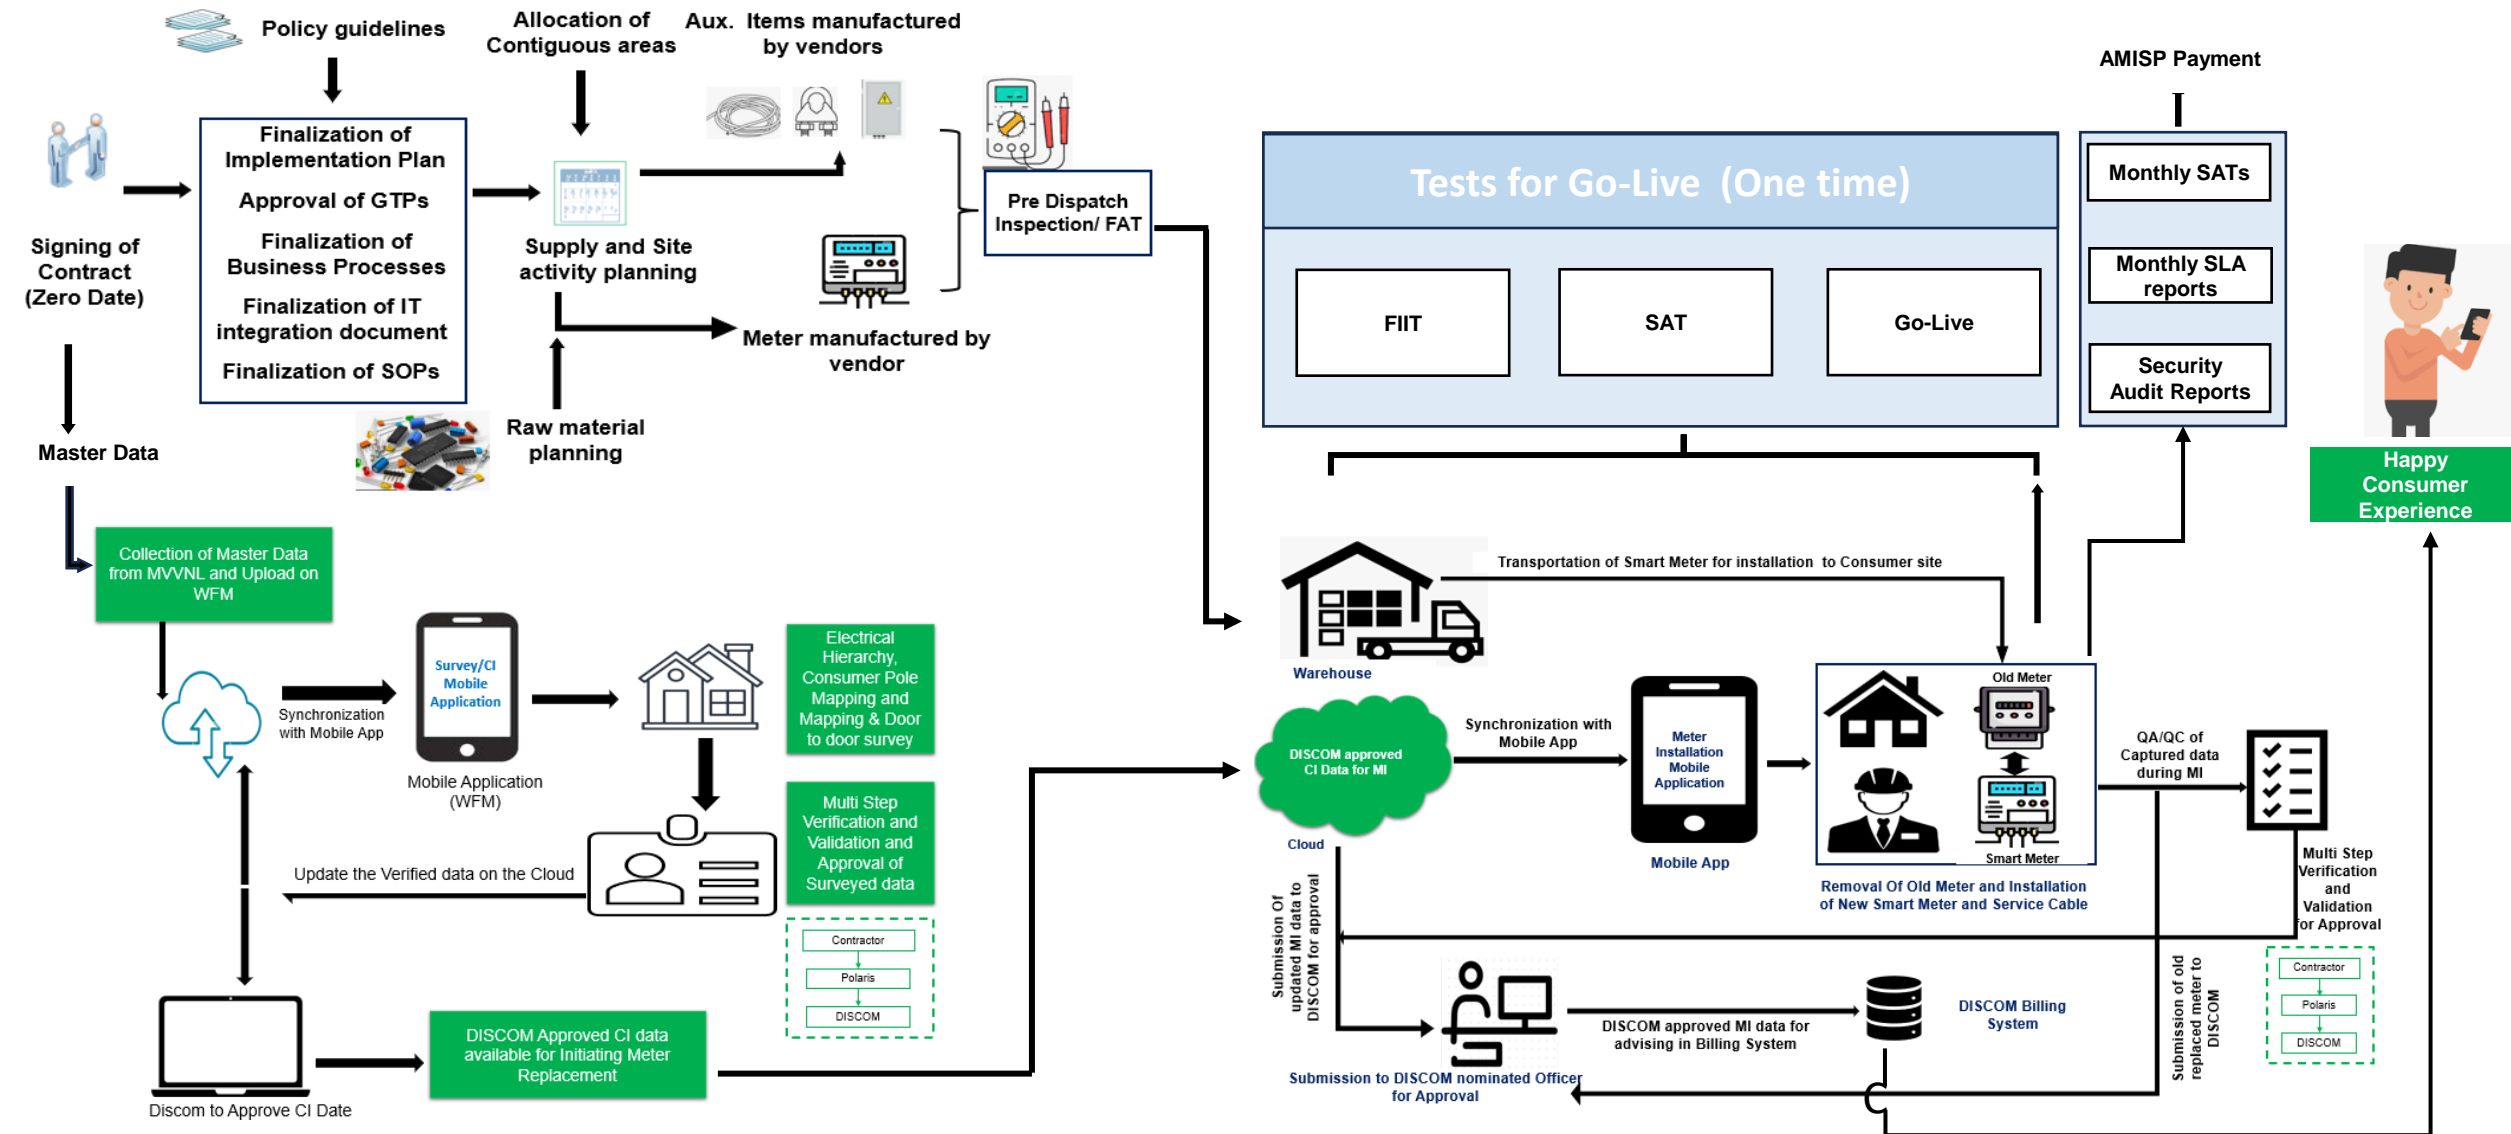 Policy guidelines
Allocation of
Contiguous areas
Aux.  Items manufactured
by vendors
AMISP Payment
Finalization of
Implementation Plan
Approval of GTPs
Finalization of
Business Processes
Finalization of IT
integration document
Finalization of SOPs
Signing of
Contract
(Zero Date)
Supply and Site
activity planning
Pre Dispatch
Inspection/ FAT
Meter manufactured by
vendor
Raw material
planning
Master Data
Tests for Go-Live  (One time)
FIIT
SAT
Go-Live
Monthly SATs
Monthly SLA
reports
Security
Audit Reports
Happy
Consumer
Experience
Collection of Master Data
from MVVNL and Upload on
WFM
Synchronization
with Mobile App
Survey/CI
Mobile
Application
Mobile Application
(WFM)
Electrical
Hierarchy,
Consumer Pole
Mapping and
Mapping & Door
to door survey
Multi Step
Verification and
Validation and
Approval of
Surveyed data
Update the Verified data on the Cloud
Contractor
Polaris
DISCOM
Discom to Approve CI Date
DISCOM Approved CI data
available for Initiating Meter
Replacement
Transportation of Smart Meter for installation  to Consumer site
Warehouse
DISCOM approved
CI Data for MI
Cloud
Synchronization with
Mobile App
Meter
Installation
Mobile
Application
Mobile App
Old Meter
Smart Meter
Removal Of Old Meter and Installation
of New Smart Meter and Service Cable
QA/QC of
Captured data
during MI
Multi Step
Verification
and
Validation
for Approval
Submission Of
updated MI data to
DISCOM for approval
Submission to DISCOM nominated Officer
for Approval
DISCOM approved MI data for
advising in Billing System
DISCOM Billing
System
Submission of old
replaced meter to
DISCOM
Contractor
Polaris
DISCOM